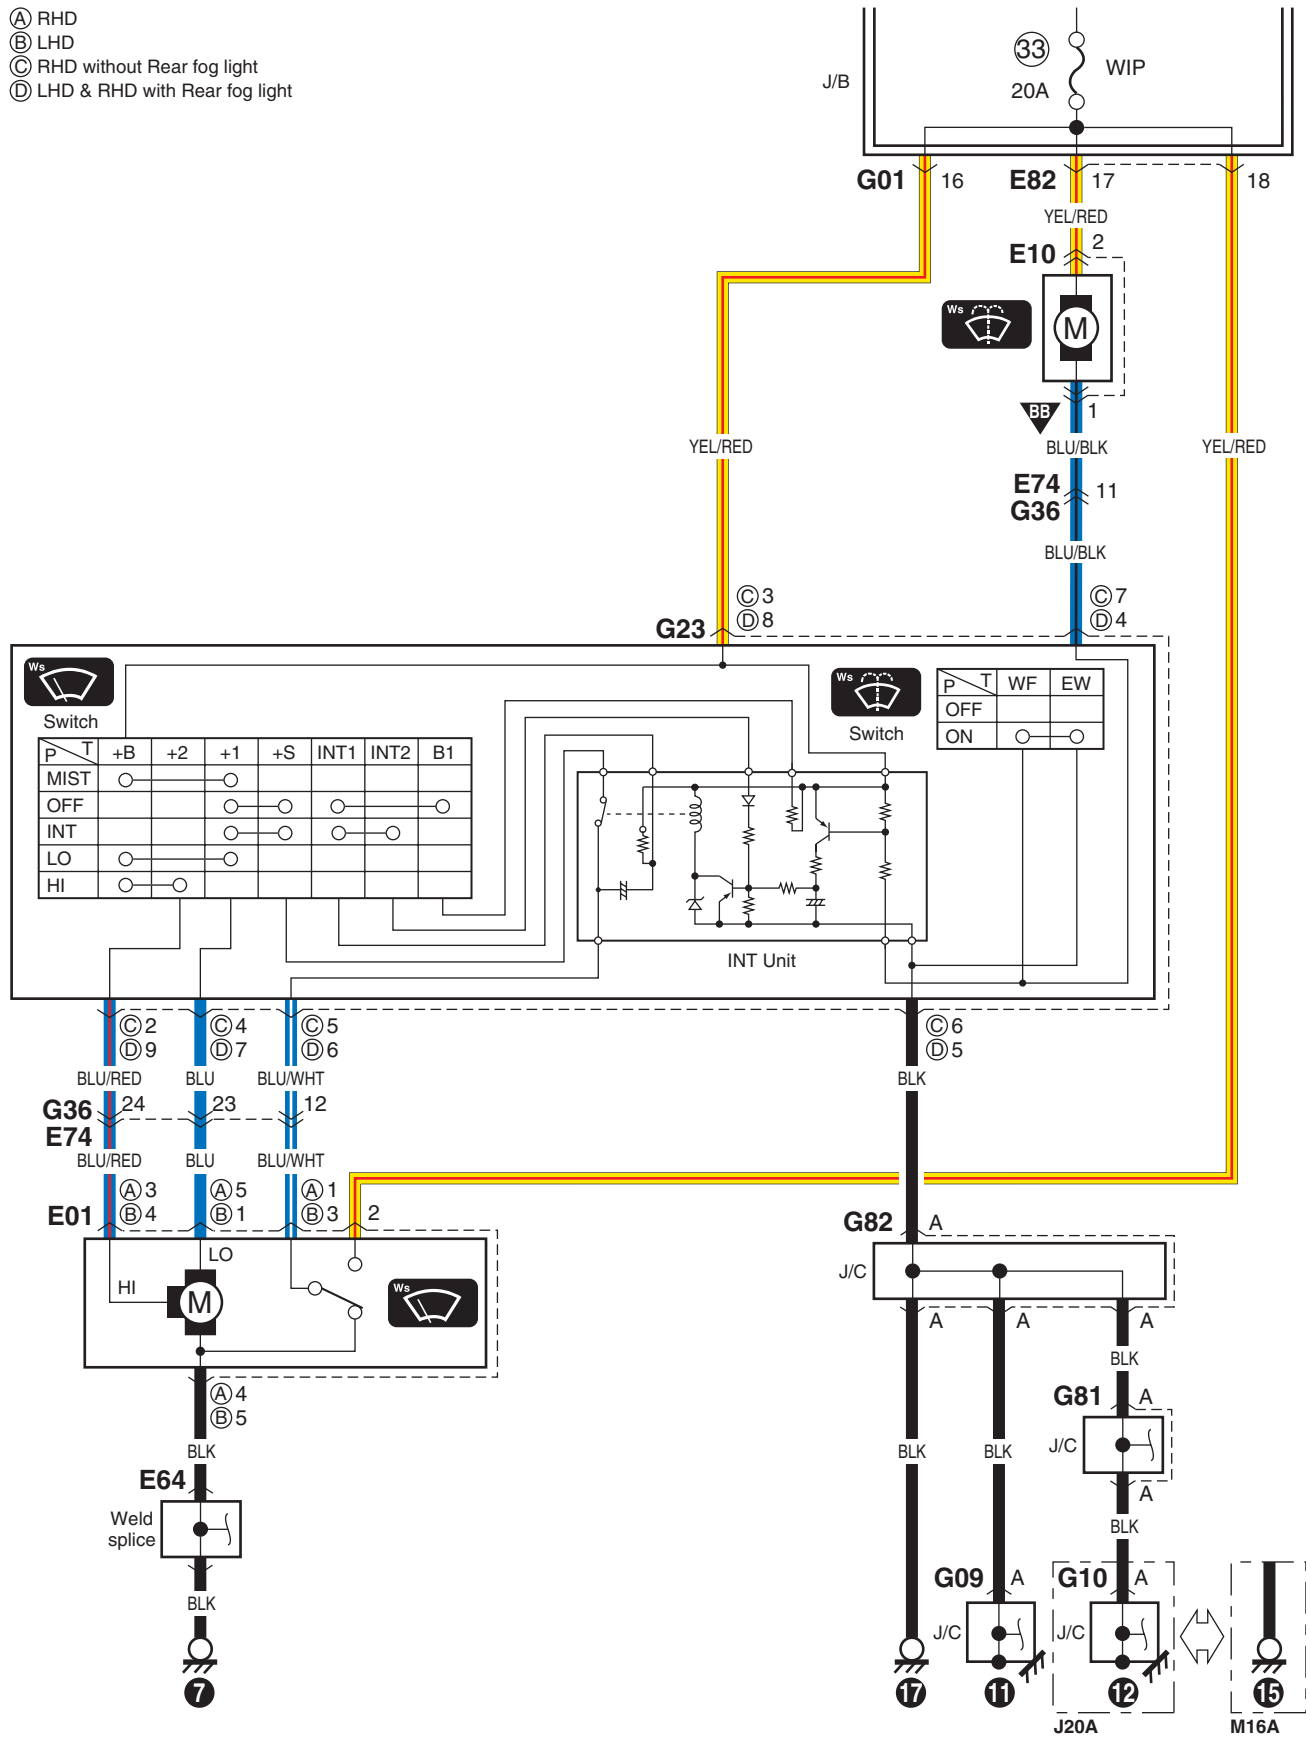 Ⓐ RHD
Ⓑ LHD
Ⓒ RHD without Rear fog light
Ⓓ LHD & RHD with Rear fog light
33
20A
WIP
J/B
G01 16
E82 17
18
YEL/RED
E10 2
Ws
M
BB 1
YEL/RED
BLU/BLK
YEL/RED
E74 11
G36
BLU/BLK
Ⓒ3
Ⓓ8
Ⓒ7
Ⓓ4
G23
Ws
Switch
Ws
Switch
P T WF EW
OFF
ON
P T +B +2 +1 +S INT1 INT2 B1
MIST
OFF
INT
LO
HI
INT Unit
Ⓒ2 Ⓒ4 Ⓒ5 Ⓒ6
Ⓓ9 Ⓓ7 Ⓓ6 Ⓓ5
BLU/RED BLU BLU/WHT BLK
G36 24 23 12
E74
BLU/RED BLU BLU/WHT
Ⓐ3 Ⓐ5 Ⓐ1
E01 Ⓑ4 Ⓑ1 Ⓑ3 2
G82 A
LO
HI
M
Ws
J/C
A A A
BLK
Ⓐ4
Ⓑ5
G81 A
J/C
BLK
BLK BLK
E64
A
Weld
splice
BLK
G09 A
G10 A
BLK
J/C
J/C
7
17
11
12
15
J20A
M16A